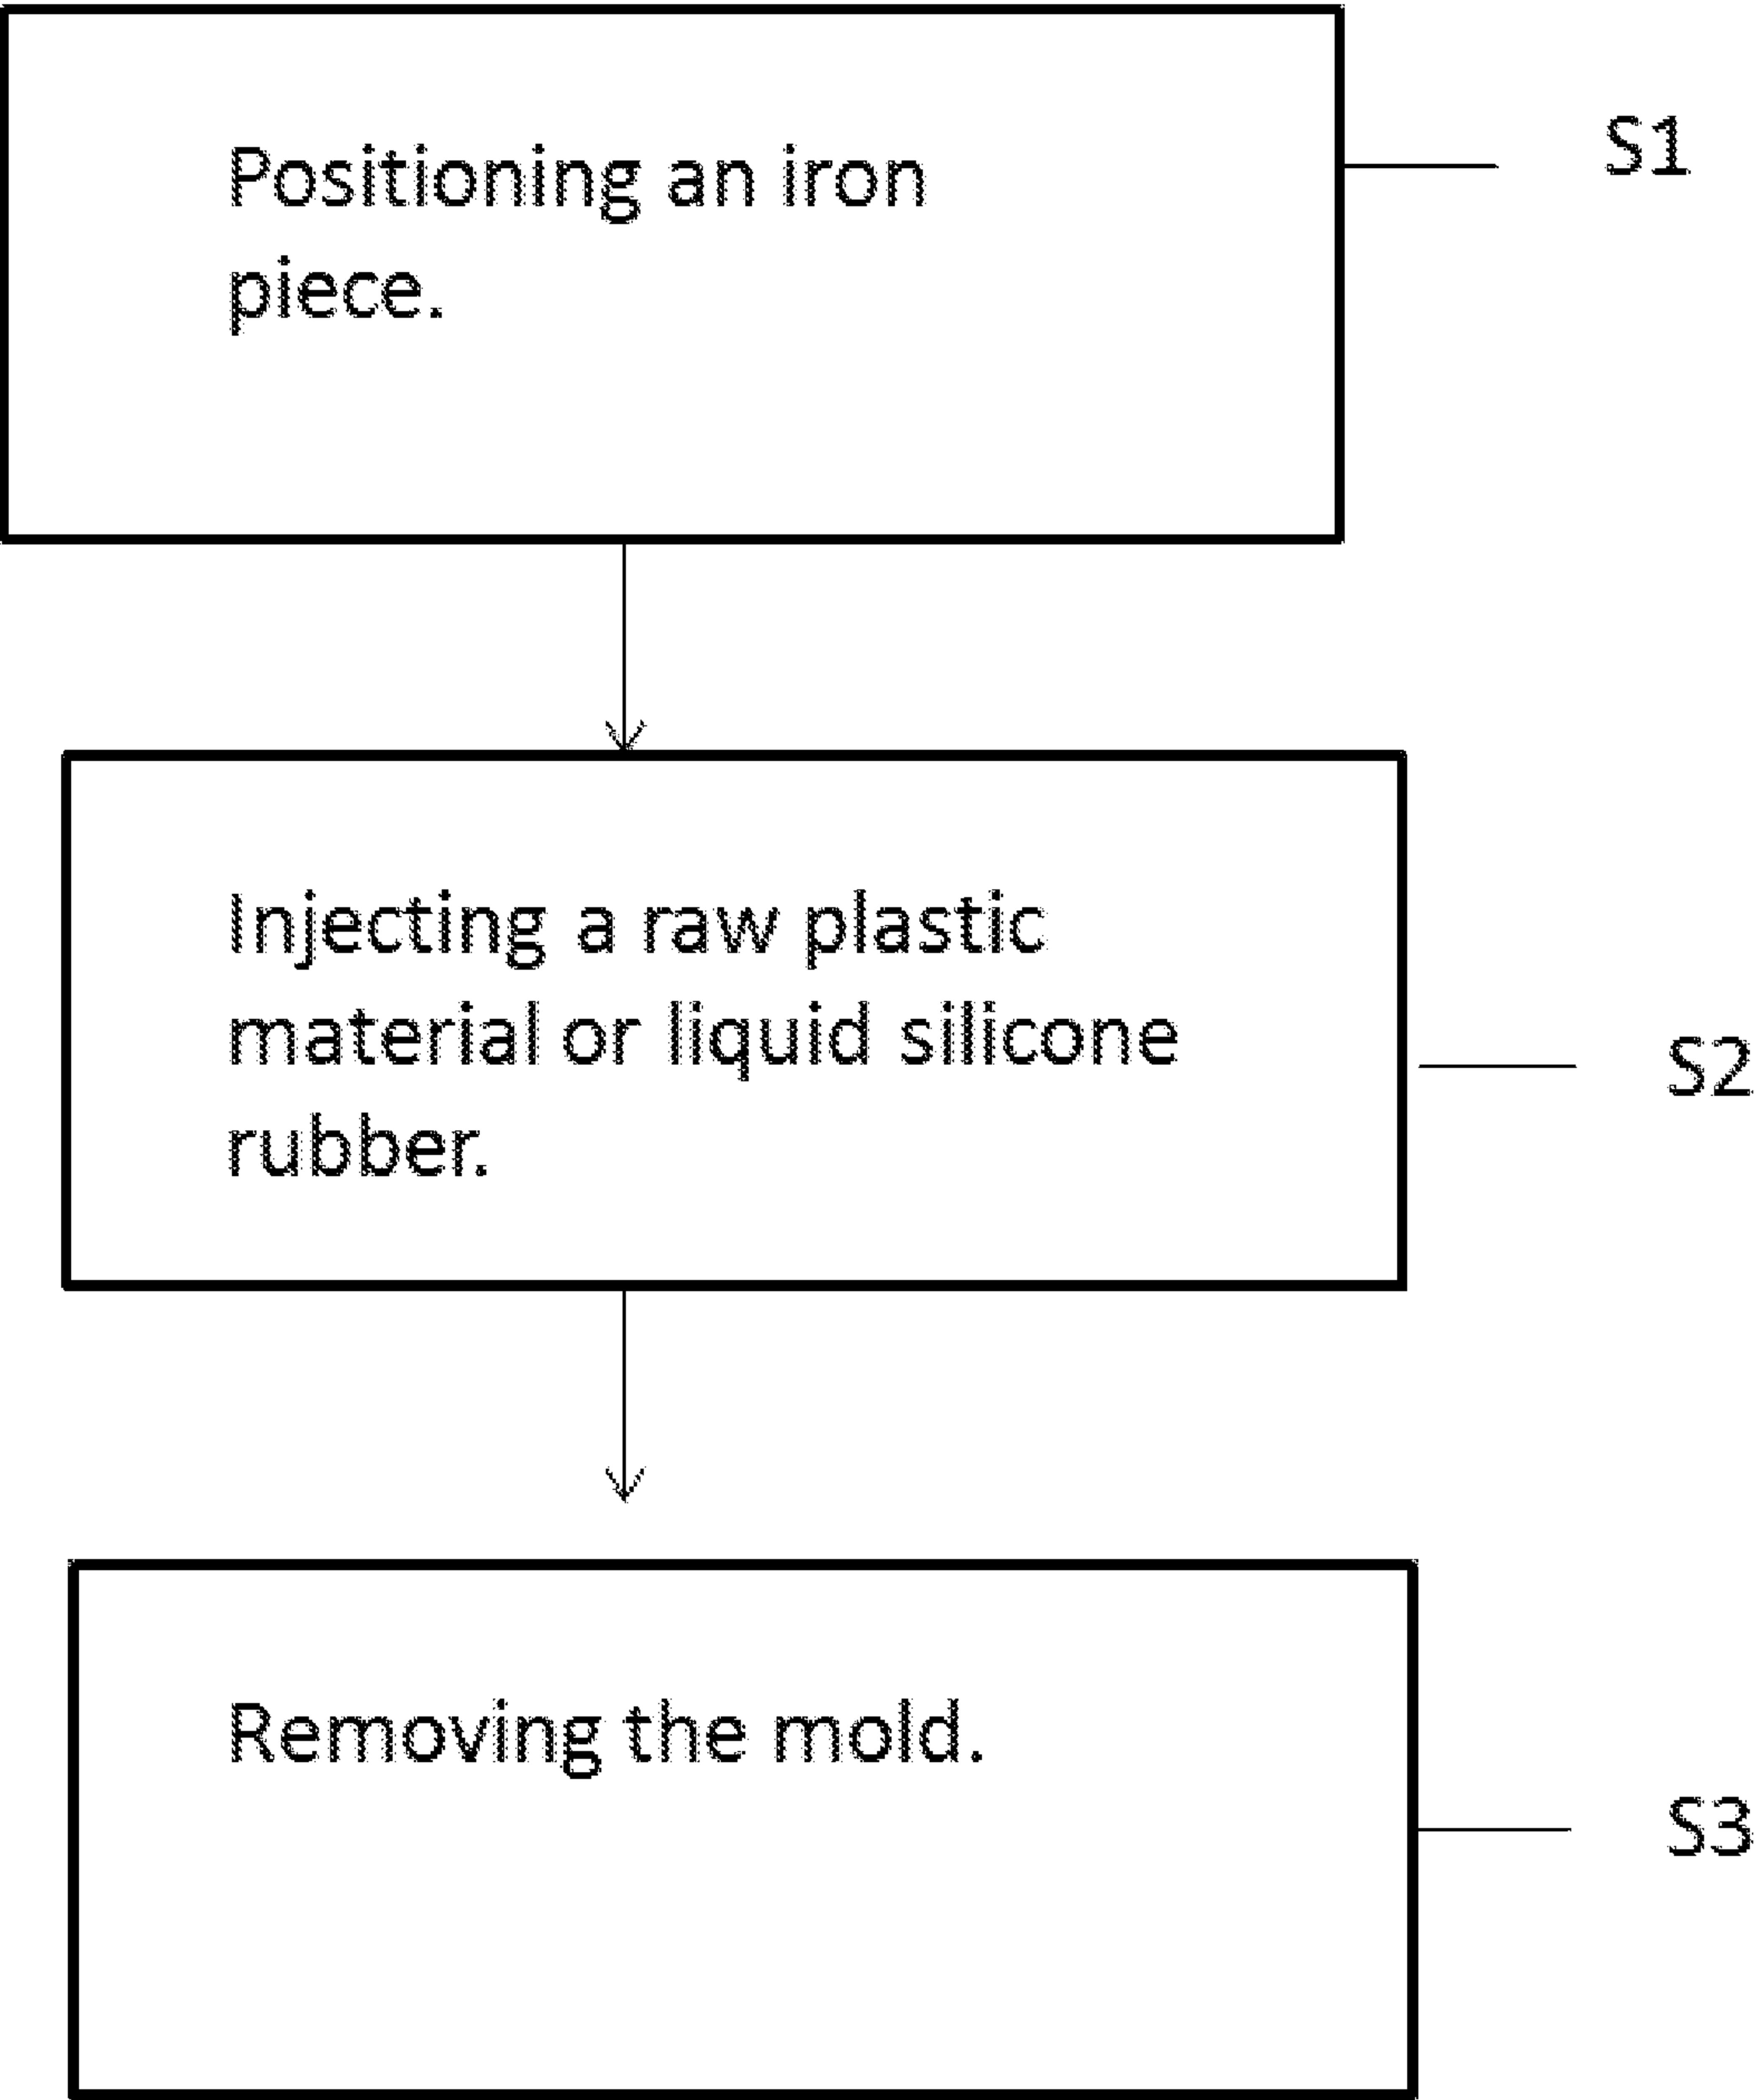 Positioning an iron
piece.
S1
Injecting a raw plastic
material or liquid silicone
rubber.
S2
Removing the mold.
S3